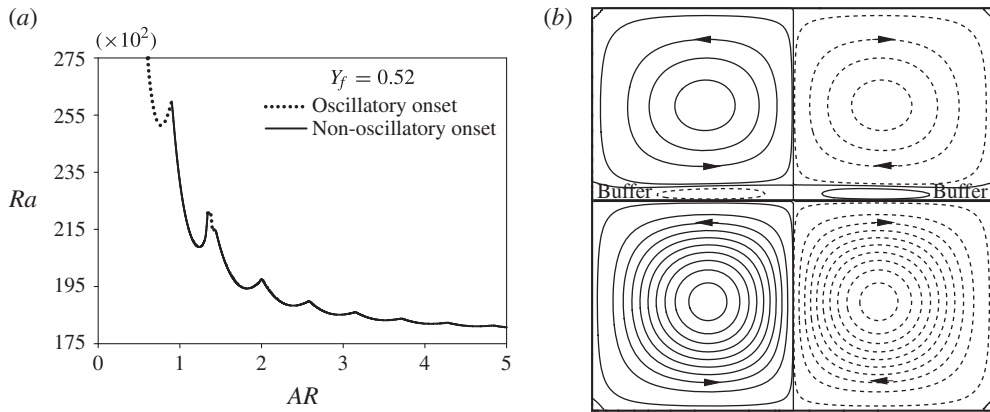 (a)
(×10²)
275
255
235
215
195
175
Ra
0
1
2
3
4
5
AR
Y_f = 0.52
Oscillatory onset
Non-oscillatory onset
(b)
Buffer
Buffer